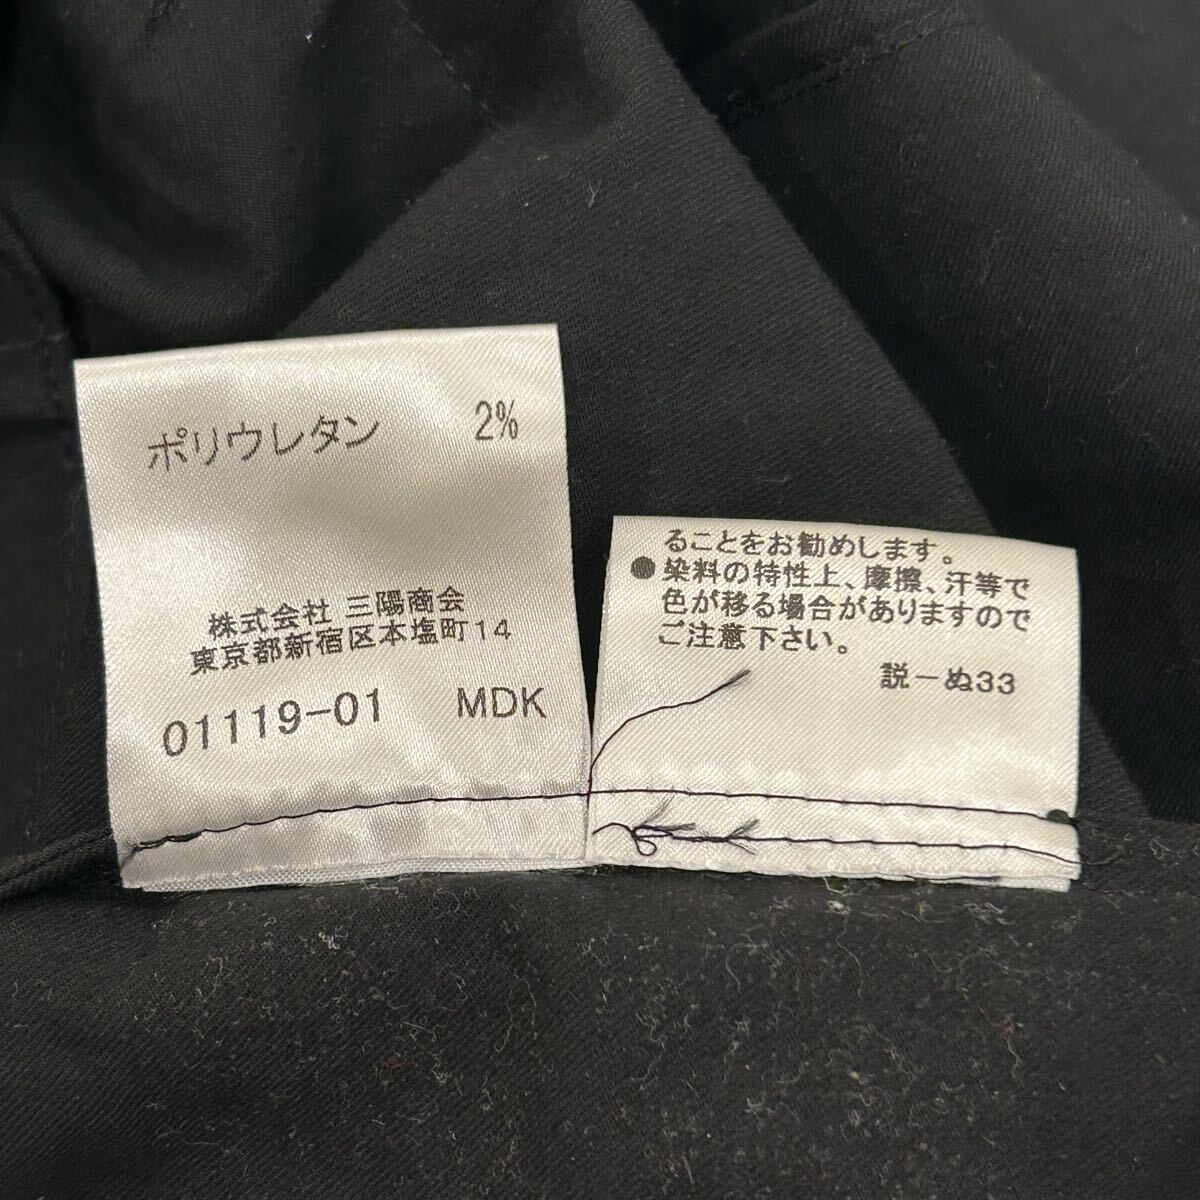 ポリウレタン 2%
株式会社 三陽商会
東京都新宿区本塩町14
01119-01 MDK
ることをお勧めします。
●染料の特性上、摩擦、汗等で
色が移る場合がありますので
ご注意下さい。
説－ぬ33